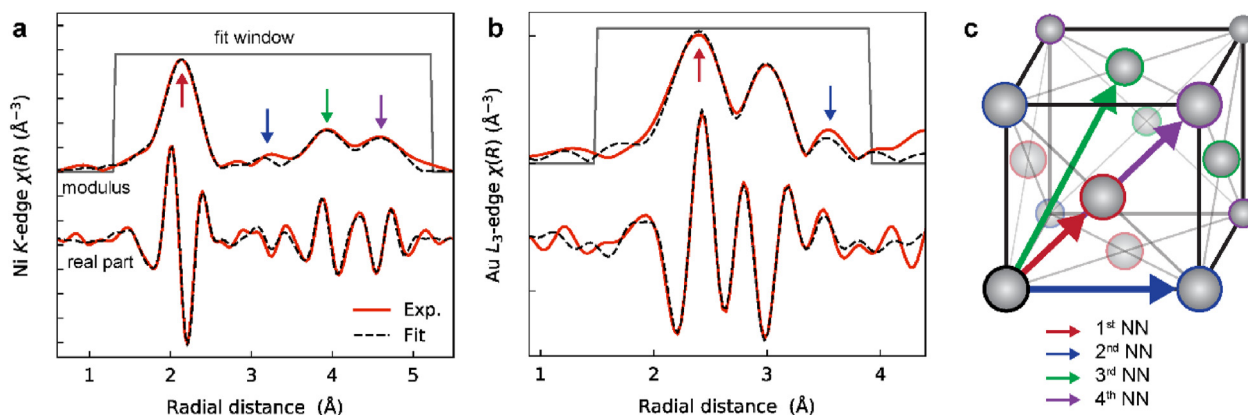 a
fit window
Ni K-edge χ(R) (Å⁻³)
modulus
real part
Exp.
Fit
1 2 3 4 5
Radial distance (Å)
b
Au L₃-edge χ(R) (Å⁻³)
1 2 3 4
Radial distance (Å)
c
1ˢᵗ NN
2ⁿᵈ NN
3ʳᵈ NN
4ᵗʰ NN